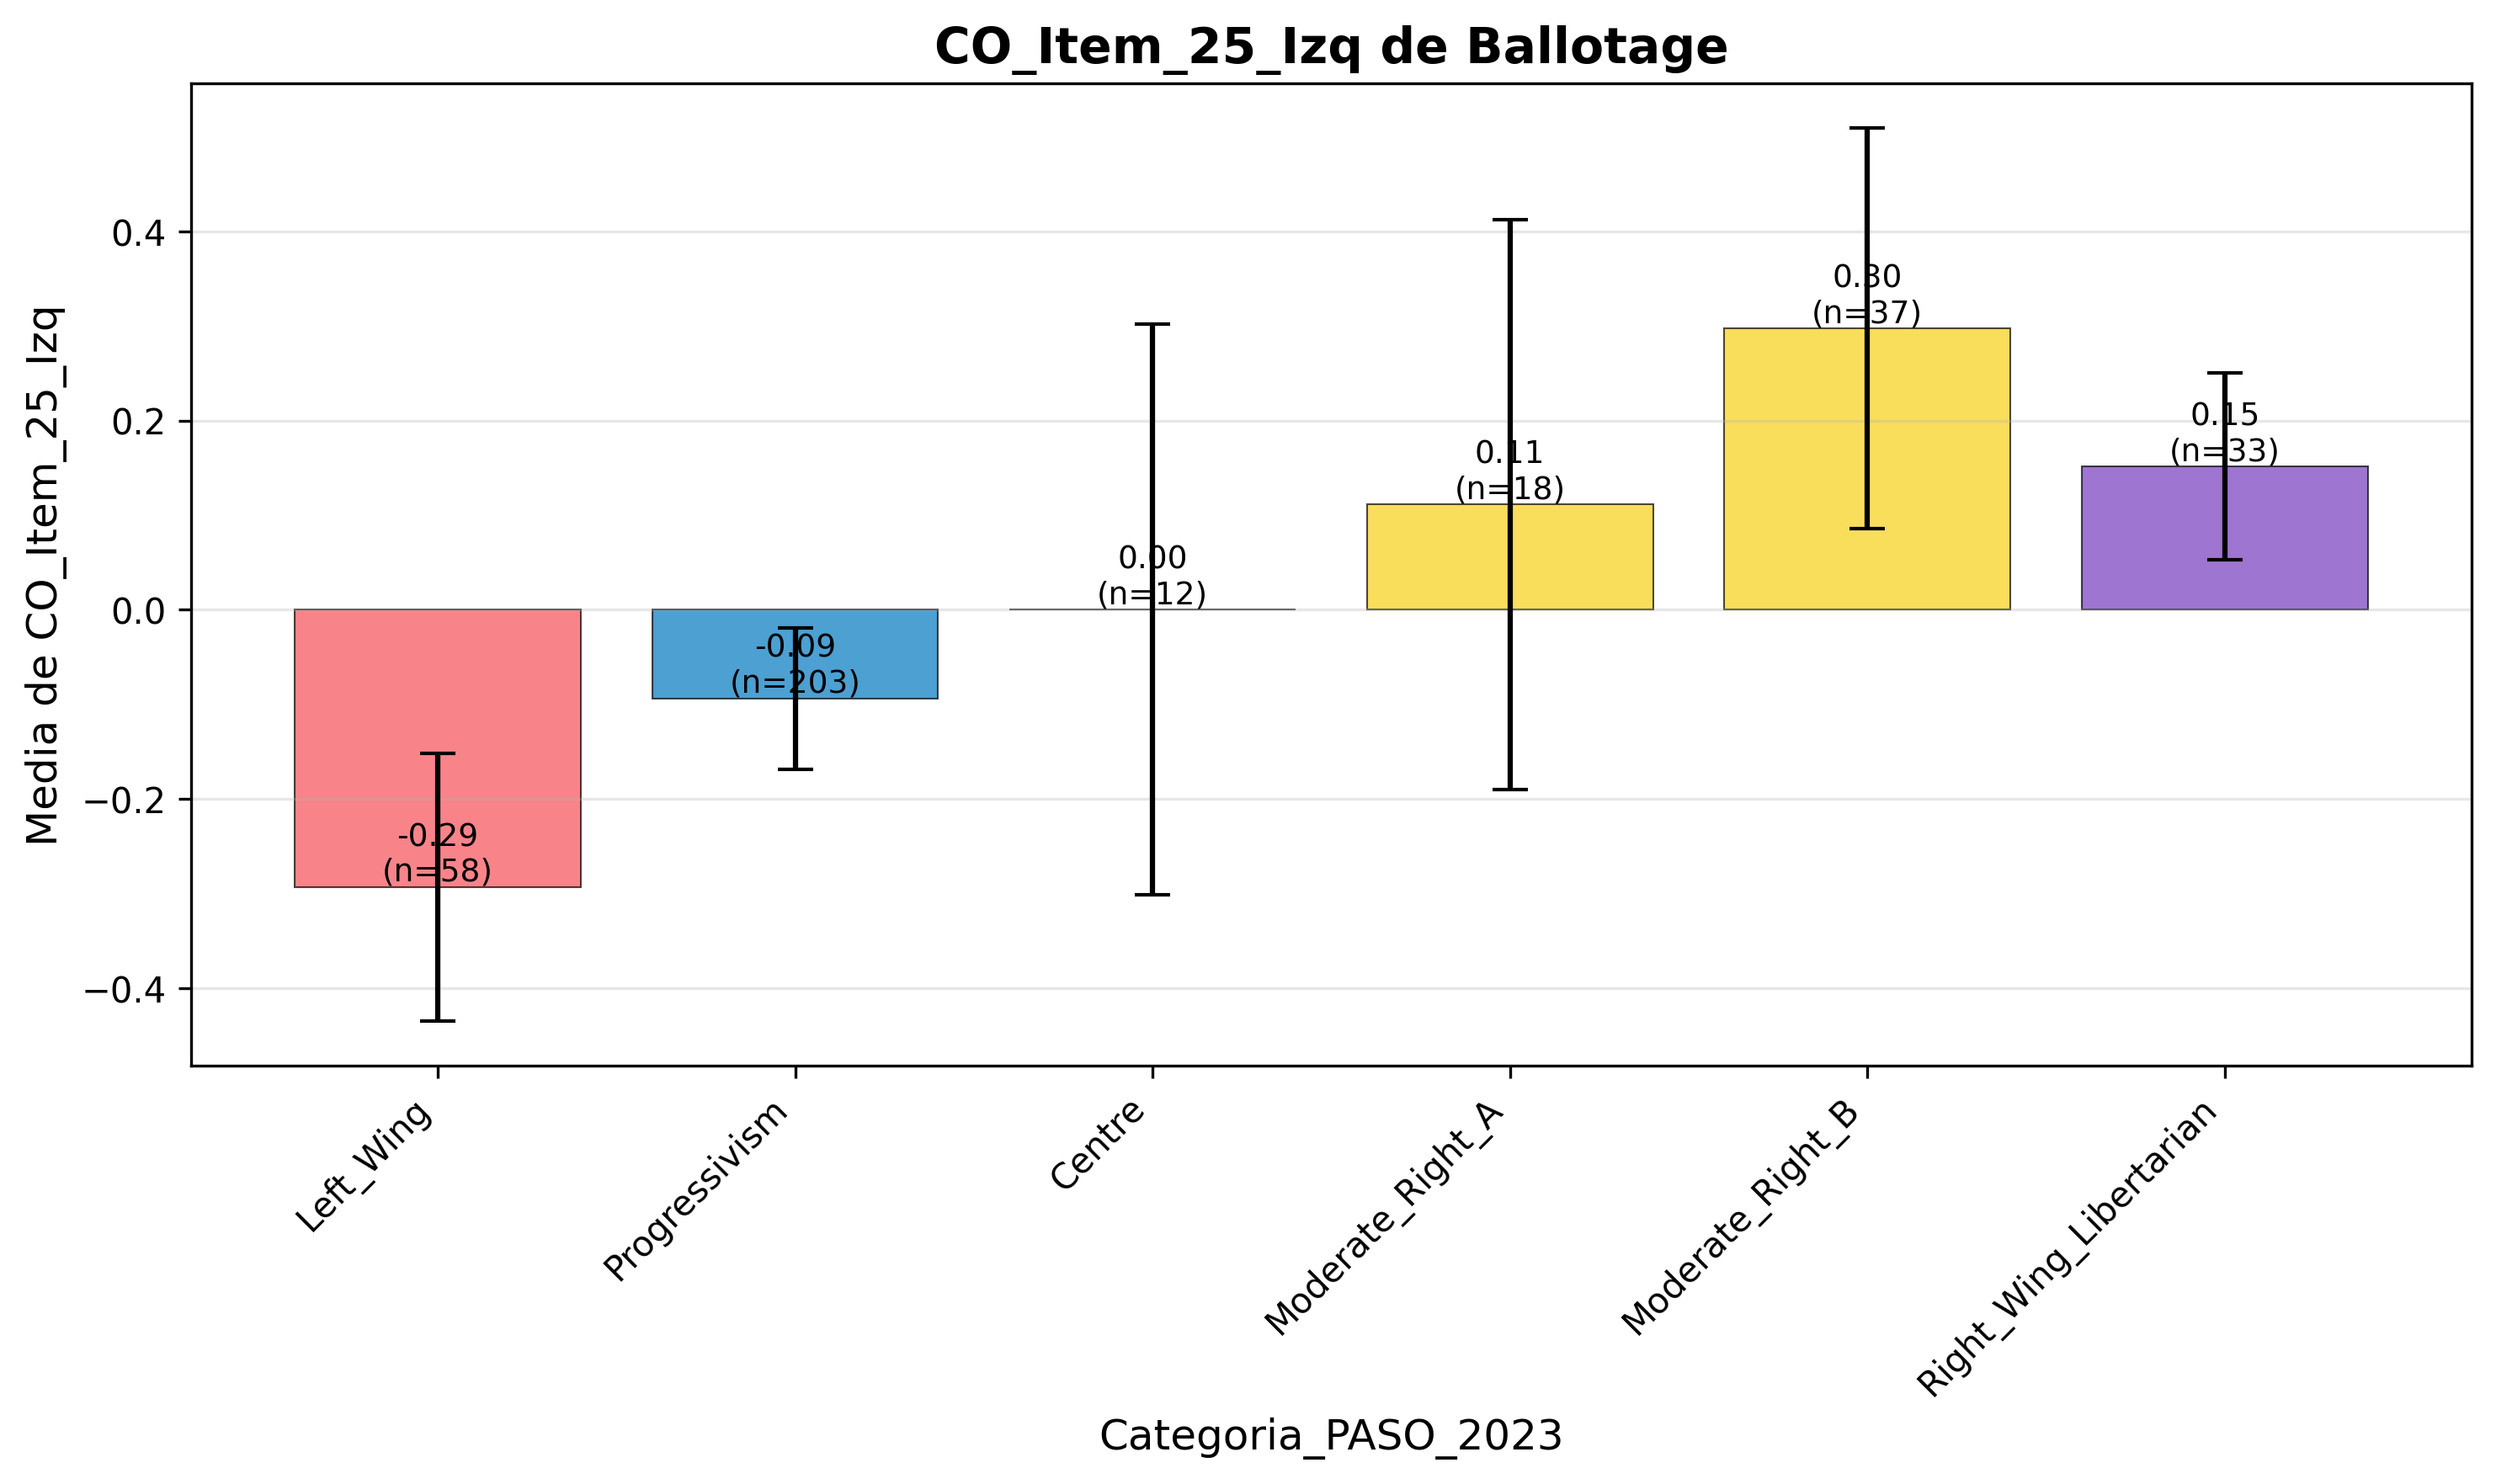 CO_Item_25_Izq de Ballotage
Media de CO_Item_25_Izq
0.4
0.2
0.0
−0.2
−0.4
-0.29
(n=58)
-0.09
(n=203)
0.00
(n=12)
0.11
(n=18)
0.30
(n=37)
0.15
(n=33)
Left_Wing
Progressivism
Centre
Moderate_Right_A
Moderate_Right_B
Right_Wing_Libertarian
Categoria_PASO_2023